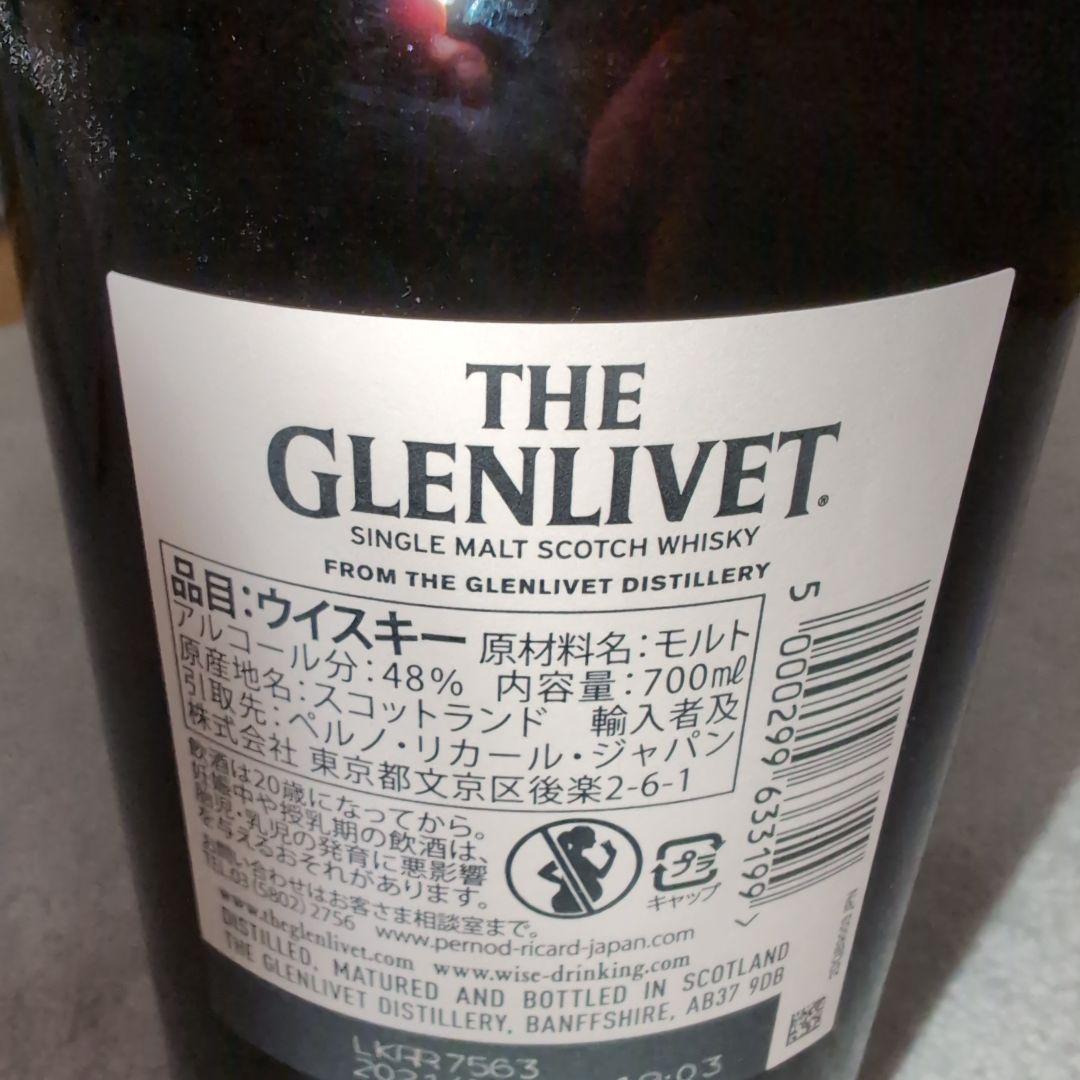 THE
GLENLIVET®
SINGLE MALT SCOTCH WHISKY
FROM THE GLENLIVET DISTILLERY
品目:ウイスキー 原材料名:モルト
アルコール分:48% 内容量:700㎖
原産地名:スコットランド 輸入者及
引取先:ペルノ・リカール・ジャパン
株式会社 東京都文京区後楽2-6-1
飲酒は20歳になってから。
妊娠中や授乳期の飲酒は、
胎児・乳児の発育に悪影響
を与えるおそれがあります。
プラ
キャップ
お問い合わせはお客さま相談室まで。
TEL.03(5802)2756 www.pernod-ricard-japan.com
www.theglenlivet.com www.wise-drinking.com
DISTILLED, MATURED AND BOTTLED IN SCOTLAND
THE GLENLIVET DISTILLERY, BANFFSHIRE, AB37 9DB
5 000299 633199 >
7563